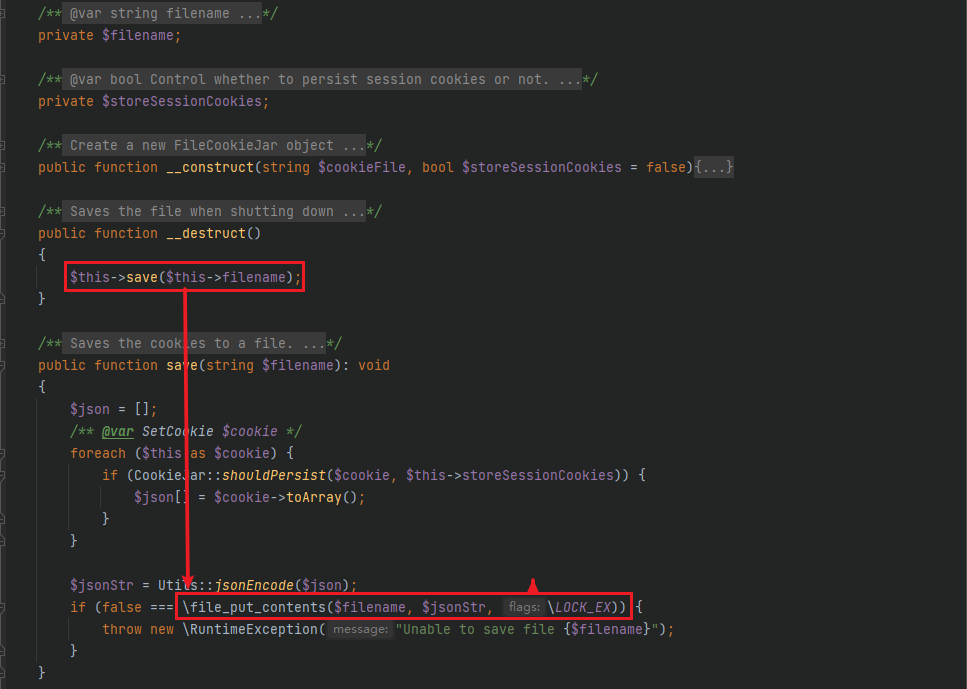 /** @var string filename ...*/
private $filename;
/** @var bool Control whether to persist session cookies or not. ...*/
private $storeSessionCookies;
/** Create a new FileCookieJar object ...*/
public function __construct(string $cookieFile, bool $storeSessionCookies = false){...}
/** Saves the file when shutting down ...*/
public function __destruct()
{
$this->save($this->filename);
}
/** Saves the cookies to a file. ...*/
public function save(string $filename): void
{
$json = [];
/** @var SetCookie $cookie */
foreach ($this as $cookie) {
if (CookieJar::shouldPersist($cookie, $this->storeSessionCookies)) {
$json[] = $cookie->toArray();
}
}
$jsonStr = Utils::jsonEncode($json);
if (false === \file_put_contents($filename, $jsonStr, flags: \LOCK_EX)) {
throw new \RuntimeException( message: "Unable to save file {$filename}");
}
}